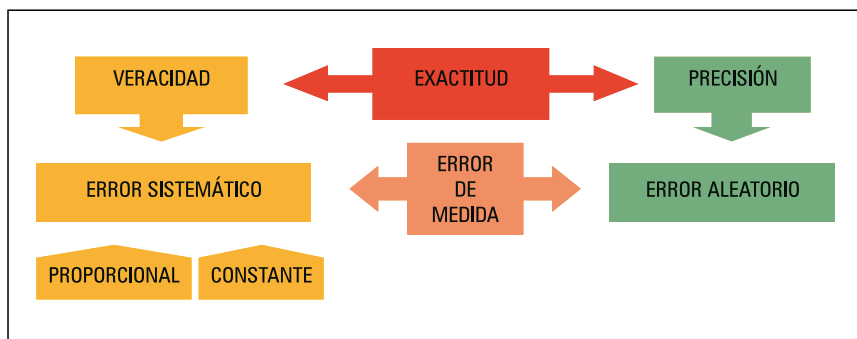 VERACIDAD
EXACTITUD
PRECISIÓN
ERROR SISTEMÁTICO
ERROR
DE
MEDIDA
ERROR ALEATORIO
PROPORCIONAL
CONSTANTE